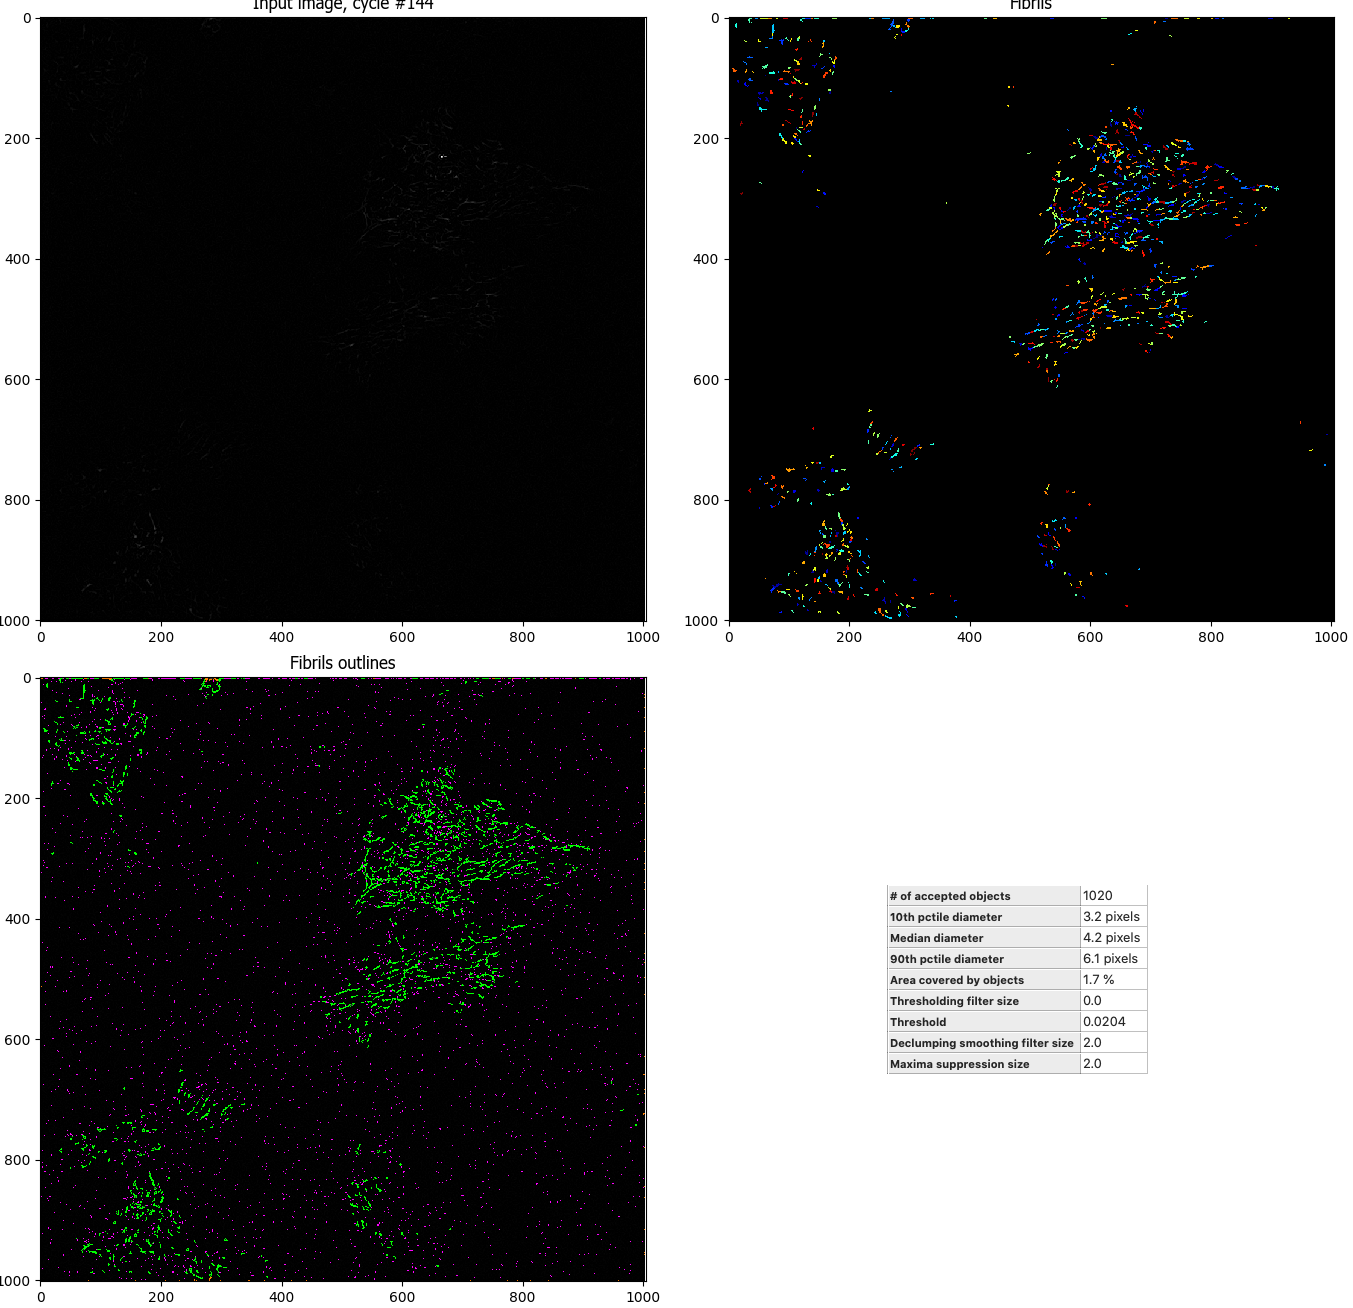 Input image, cycle #144
Fibrils
0
200
400
600
800
1000
0 200 400 600 800 1000
0
200
400
600
800
1000
0 200 400 600 800 1000
Fibrils outlines
0
200
400
600
800
1000
0 200 400 600 800 1000
# of accepted objects 1020
10th pctile diameter 3.2 pixels
Median diameter 4.2 pixels
90th pctile diameter 6.1 pixels
Area covered by objects 1.7 %
Thresholding filter size 0.0
Threshold 0.0204
Declumping smoothing filter size 2.0
Maxima suppression size 2.0